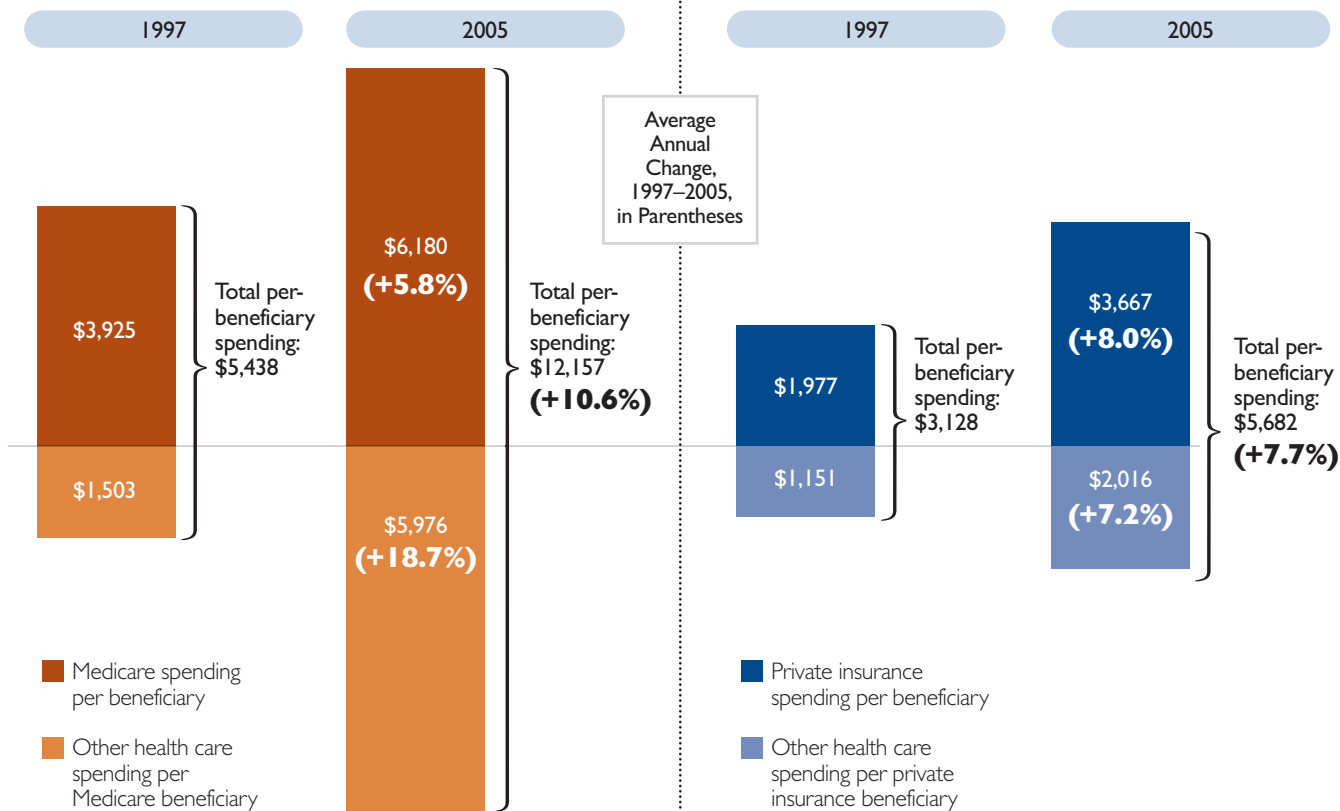 1997
2005
1997
2005
Average
Annual
Change,
1997–2005,
in Parentheses
$3,925
$1,503
Total per-
beneficiary
spending:
$5,438
$6,180
(+5.8%)
$5,976
(+18.7%)
Total per-
beneficiary
spending:
$12,157
(+10.6%)
$1,977
$1,151
Total per-
beneficiary
spending:
$3,128
$3,667
(+8.0%)
$2,016
(+7.2%)
Total per-
beneficiary
spending:
$5,682
(+7.7%)
Medicare spending
per beneficiary
Other health care
spending per
Medicare beneficiary
Private insurance
spending per beneficiary
Other health care
spending per private
insurance beneficiary